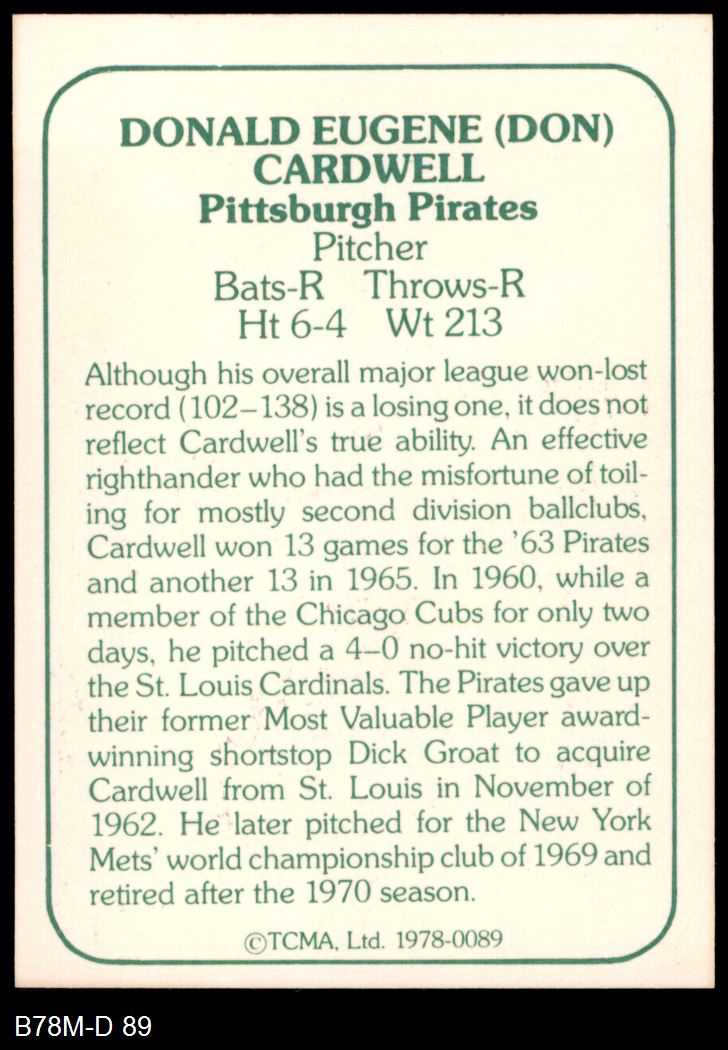 DONALD EUGENE (DON)
CARDWELL
Pittsburgh Pirates
Pitcher
Bats-R Throws-R
Ht 6-4 Wt 213
Although his overall major league won-lost
record (102–138) is a losing one, it does not
reflect Cardwell's true ability. An effective
righthander who had the misfortune of toil-
ing for mostly second division ballclubs,
Cardwell won 13 games for the '63 Pirates
and another 13 in 1965. In 1960, while a
member of the Chicago Cubs for only two
days, he pitched a 4–0 no-hit victory over
the St. Louis Cardinals. The Pirates gave up
their former Most Valuable Player award-
winning shortstop Dick Groat to acquire
Cardwell from St. Louis in November of
1962. He later pitched for the New York
Mets' world championship club of 1969 and
retired after the 1970 season.
©TCMA, Ltd. 1978-0089
B78M-D 89